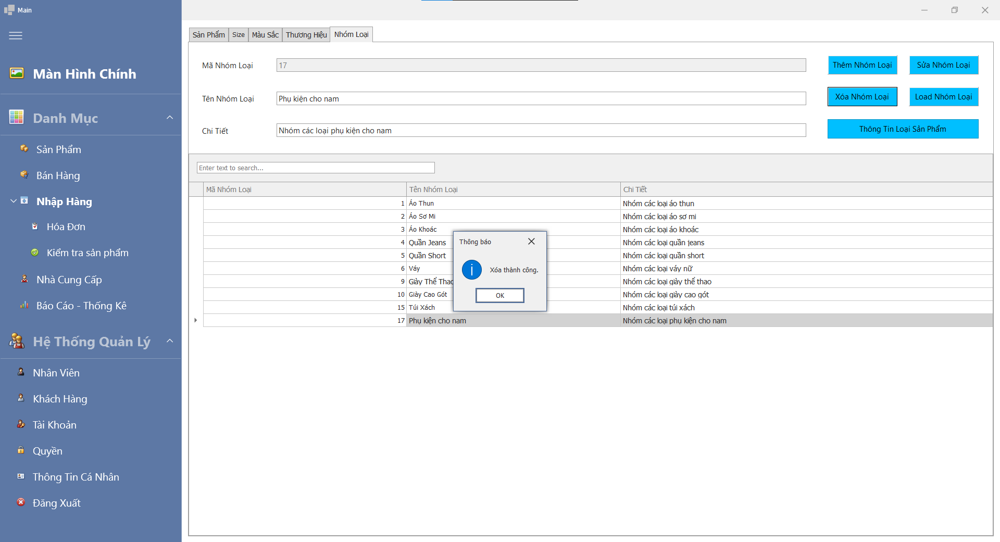 Main
Màn Hình Chính
Danh Mục
Sản Phẩm
Bán Hàng
Nhập Hàng
Hóa Đơn
Kiểm tra sản phẩm
Nhà Cung Cấp
Báo Cáo - Thống Kê
Hệ Thống Quản Lý
Nhân Viên
Khách Hàng
Tài Khoản
Quyền
Thông Tin Cá Nhân
Đăng Xuất
Sản Phẩm Size Màu Sắc Thương Hiệu Nhóm Loại
Mã Nhóm Loại 17 Thêm Nhóm Loại Sửa Nhóm Loại
Tên Nhóm Loại Phụ kiện cho nam Xóa Nhóm Loại Load Nhóm Loại
Chi Tiết Nhóm các loại phụ kiện cho nam Thông Tin Loại Sản Phẩm
Enter text to search...
Mã Nhóm Loại Tên Nhóm Loại Chi Tiết
1 Áo Thun Nhóm các loại áo thun
2 Áo Sơ Mi Nhóm các loại áo sơ mi
3 Áo Khoác Nhóm các loại áo khoác
4 Quần Jeans Nhóm các loại quần jeans
5 Quần Short Nhóm các loại quần short
6 Váy Nhóm các loại váy nữ
9 Giày Thể Thao Nhóm các loại giày thể thao
10 Giày Cao Gót Nhóm các loại giày cao gót
15 Túi Xách Nhóm các loại túi xách
17 Phụ kiện cho nam Nhóm các loại phụ kiện cho nam
Thông báo
Xóa thành công.
OK